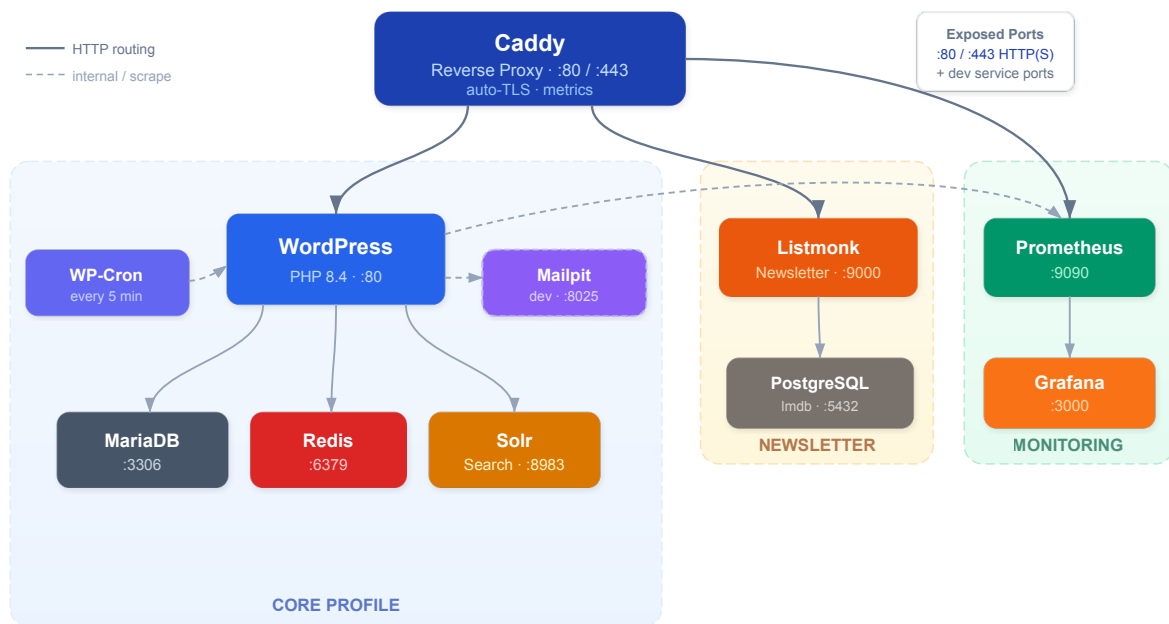 Caddy
Reverse Proxy · :80 / :443
auto-TLS · metrics
HTTP routing
internal / scrape
Exposed Ports
:80 / :443 HTTP(S)
+ dev service ports
WordPress
PHP 8.4 · :80
WP-Cron
every 5 min
Mailpit
dev · :8025
MariaDB
:3306
Redis
:6379
Solr
Search · :8983
CORE PROFILE
Listmonk
Newsletter · :9000
PostgreSQL
lmdb · :5432
NEWSLETTER
Prometheus
:9090
Grafana
:3000
MONITORING